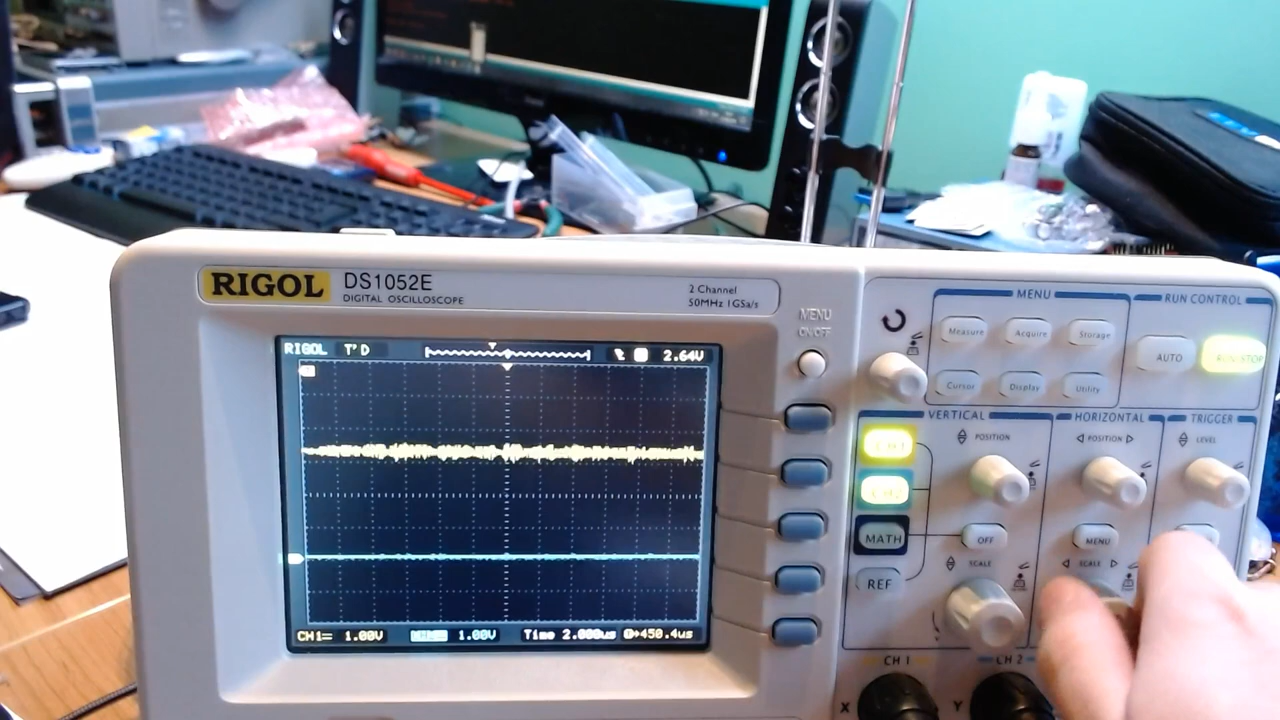 RIGOL
DS1052E
DIGITAL OSCILLOSCOPE
2 Channel
50MHz 1GSa/s
MENU
ON/OFF
RIGOL T'D 2.64V
CH1= 1.00V 1.00V Time 2.000us 450.4us
MENU
Measure Acquire Storage
Cursor Display Utility
RUN CONTROL
AUTO RUN/STOP
VERTICAL
CH1
CH2
MATH
REF
POSITION
OFF
SCALE
HORIZONTAL
POSITION
MENU
SCALE
TRIGGER
LEVEL
CH 1 CH 2
X Y